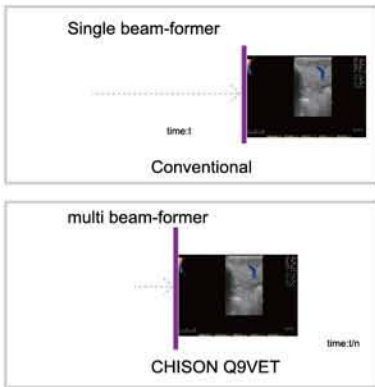 Single beam-former
time:t
Conventional
multi beam-former
time:t/n
CHISON Q9VET